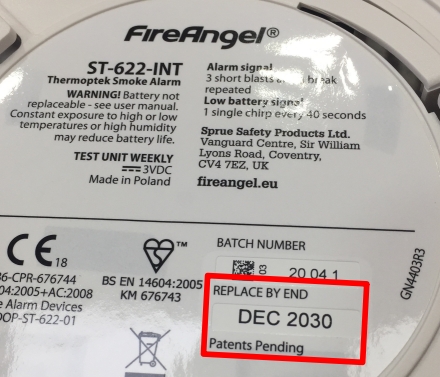 FireAngel®
ST-622-INT
Thermoptek Smoke Alarm
WARNING! Battery not
replaceable - see user manual.
Constant exposure to high or low
temperatures or high humidity
may reduce battery life.
TEST UNIT WEEKLY
3VDC
Made in Poland
Alarm signal
3 short blasts break
repeated
Low battery signal
1 single chirp every 40 seconds
Sprue Safety Products Ltd.
Vanguard Centre, Sir William
Lyons Road, Coventry,
CV4 7EZ, UK
fireangel.eu
CE 18
86-CPR-676744
:2005+AC:2008
Alarm Devices
DOP-ST-622-01
TM
BS EN 14604:2005
KM 676743
BATCH NUMBER
03 20 04 1
REPLACE BY END
DEC 2030
Patents Pending
GN4403R3